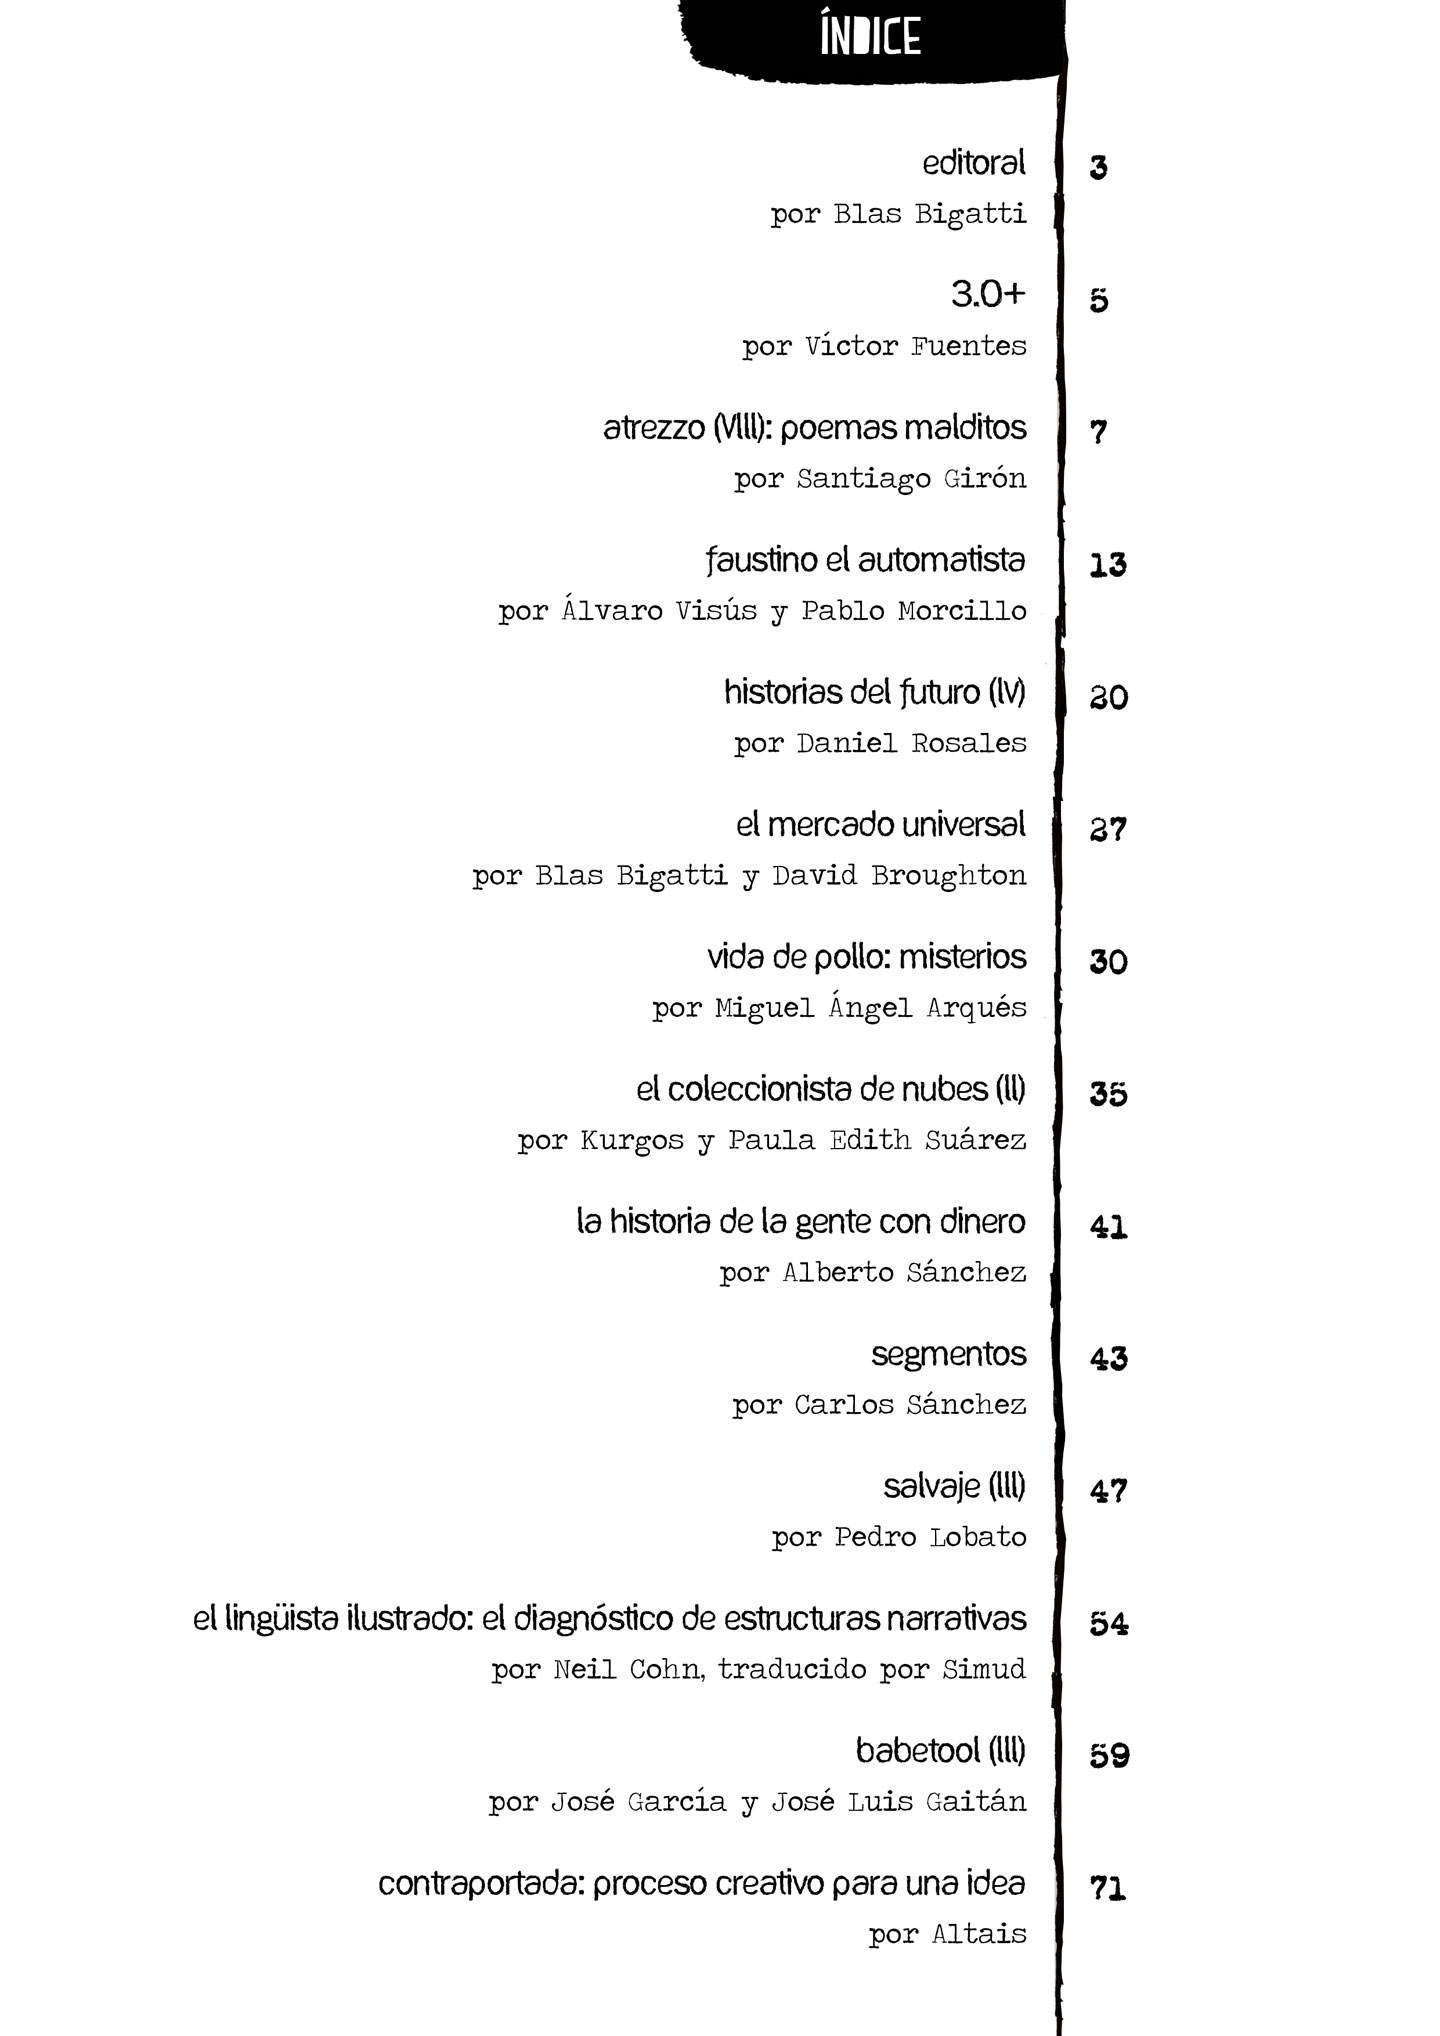 ÍNDICE
editoral 3
por Blas Bigatti
3.0+ 5
por Víctor Fuentes
atrezzo (VIII): poemas malditos 7
por Santiago Girón
faustino el automatista 13
por Álvaro Visús y Pablo Morcillo
historias del futuro (IV) 20
por Daniel Rosales
el mercado universal 27
por Blas Bigatti y David Broughton
vida de pollo: misterios 30
por Miguel Ángel Arqués
el coleccionista de nubes (II) 35
por Kurgos y Paula Edith Suárez
la historia de la gente con dinero 41
por Alberto Sánchez
segmentos 43
por Carlos Sánchez
salvaje (III) 47
por Pedro Lobato
el lingüista ilustrado: el diagnóstico de estructuras narrativas 54
por Neil Cohn, traducido por Simud
babetool (III) 59
por José García y José Luis Gaitán
contraportada: proceso creativo para una idea 71
por Altais